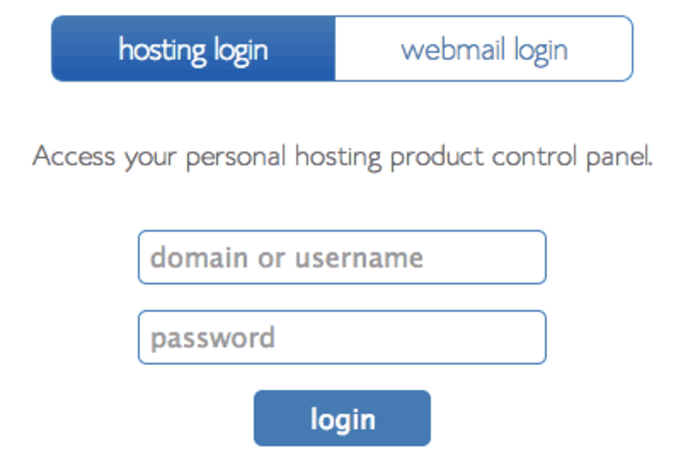 hosting login
webmail login
Access your personal hosting product control panel.
domain or username
password
login